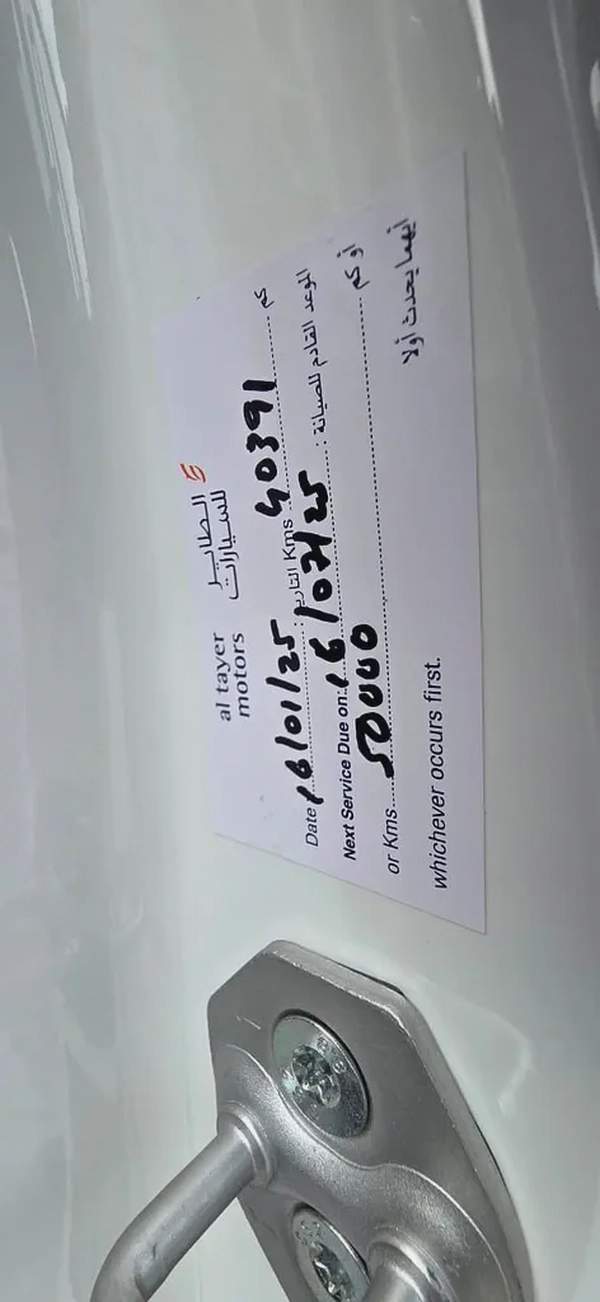 al tayer الطاير
motors للسيارات
Date 16/01/25 : التاريخ Kms 40391 كم
Next Service Due on: 16/07/25 : الموعد القادم للصيانة
or Kms 50000 أو كم
whichever occurs first. أيهما يحدث أولا